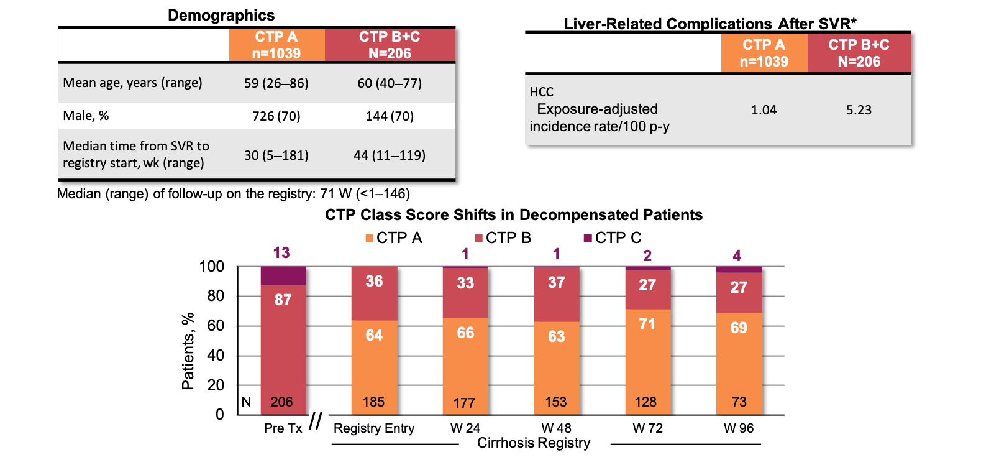 Demographics
CTP A CTP B+C
n=1039 N=206
Mean age, years (range) 59 (26–86) 60 (40–77)
Male, % 726 (70) 144 (70)
Median time from SVR to
registry start, wk (range) 30 (5–181) 44 (11–119)
Median (range) of follow-up on the registry: 71 W (<1–146)
Liver-Related Complications After SVR*
CTP A CTP B+C
n=1039 N=206
HCC
Exposure-adjusted 1.04 5.23
incidence rate/100 p-y
CTP Class Score Shifts in Decompensated Patients
CTP A CTP B CTP C
13 1 1 2 4
100
80
60
40
20
0
Patients, %
87 36 33 37 27 27
64 66 63 71 69
N 206 185 177 153 128 73
Pre Tx // Registry Entry W 24 W 48 W 72 W 96
Cirrhosis Registry